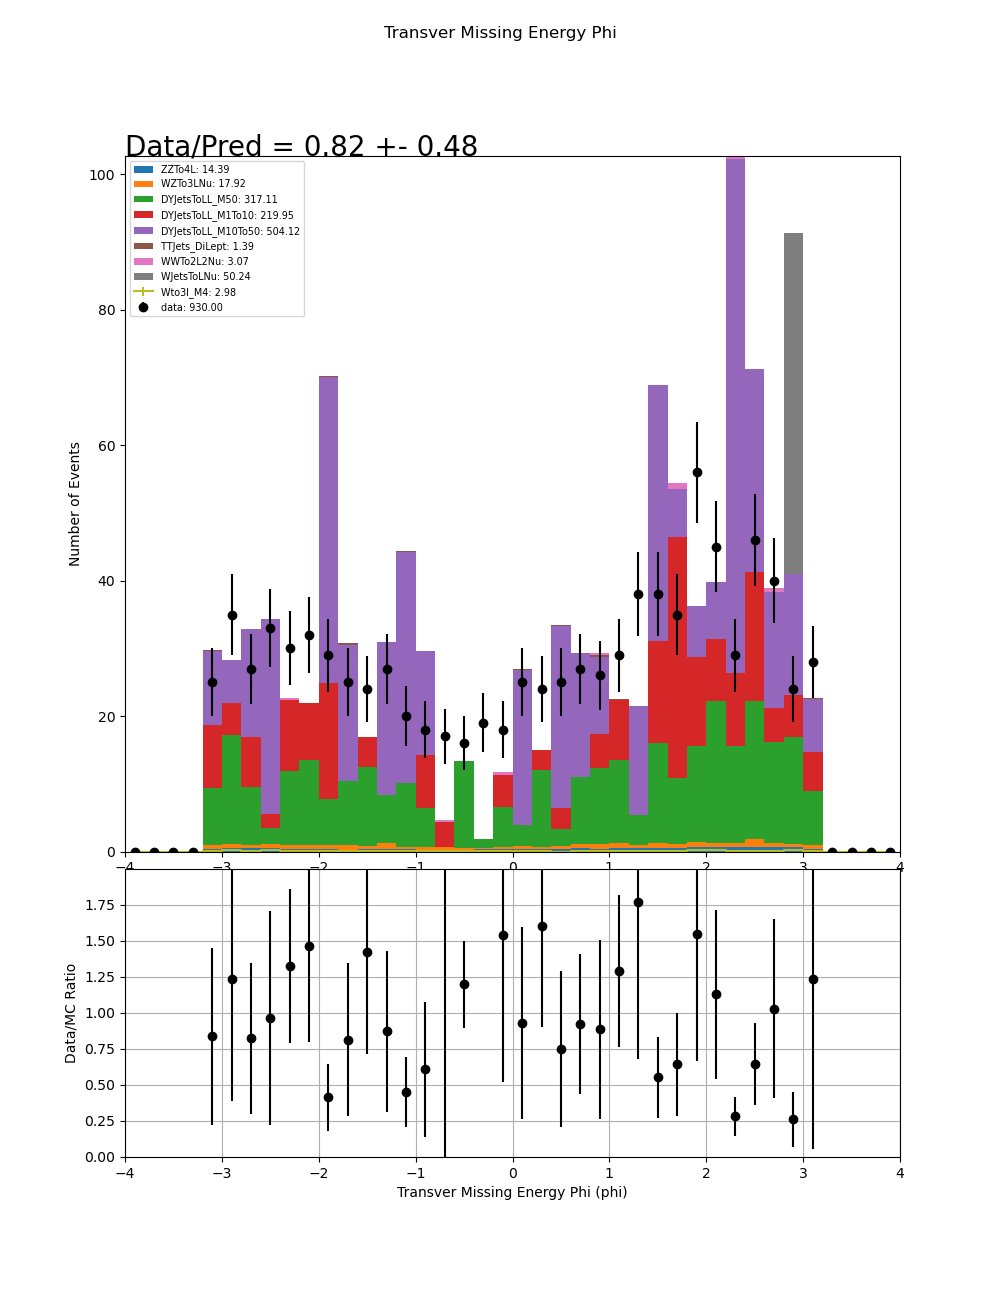 Transver Missing Energy Phi
Data/Pred = 0.82 +- 0.48
ZZTo4L: 14.39
WZTo3LNu: 17.92
DYJetsToLL_M50: 317.11
DYJetsToLL_M1To10: 219.95
DYJetsToLL_M10To50: 504.12
TTJets_DiLept: 1.39
WWTo2L2Nu: 3.07
WJetsToLNu: 50.24
Wto3l_M4: 2.98
data: 930.00
100
80
60
40
20
0
Number of Events
−4 −3 −2 −1 0 1 2 3 4
1.75
1.50
1.25
1.00
0.75
0.50
0.25
0.00
Data/MC Ratio
−4 −3 −2 −1 0 1 2 3 4
Transver Missing Energy Phi (phi)